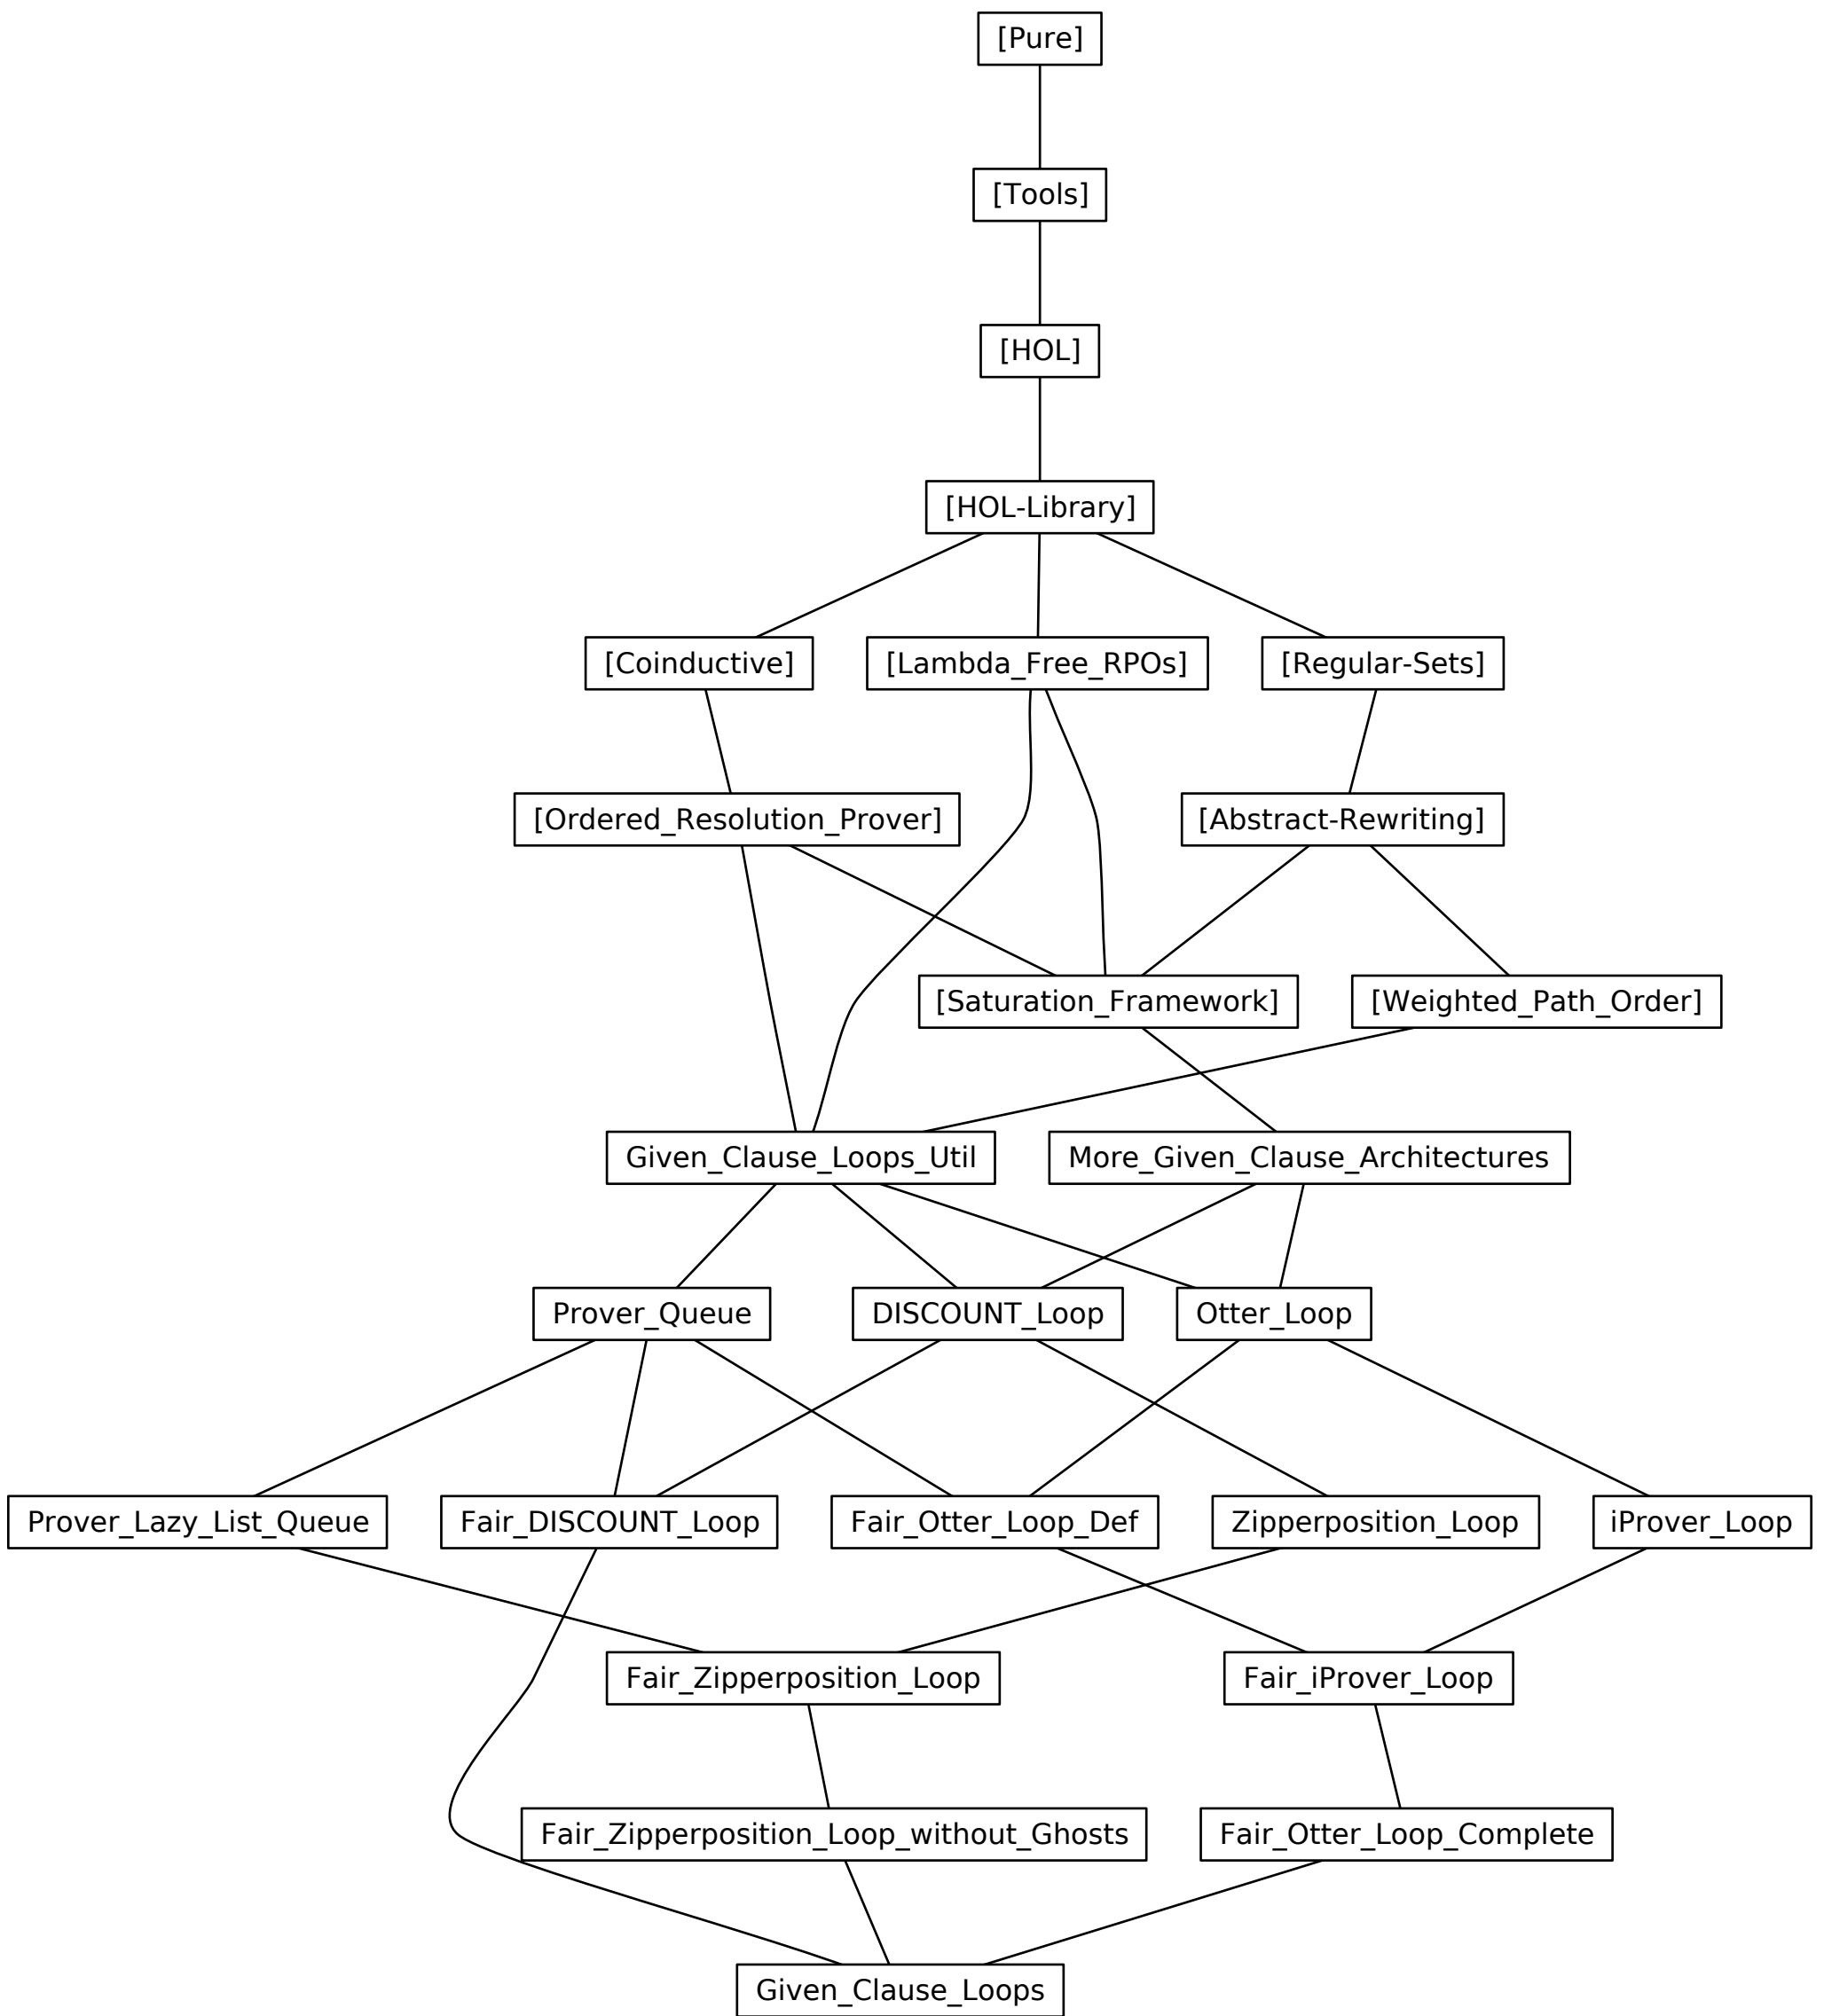 [Pure]
[Tools]
[HOL]
[HOL-Library]
[Coinductive]
[Lambda_Free_RPOs]
[Regular-Sets]
[Ordered_Resolution_Prover]
[Abstract-Rewriting]
[Saturation_Framework]
[Weighted_Path_Order]
Given_Clause_Loops_Util
More_Given_Clause_Architectures
Prover_Queue
DISCOUNT_Loop
Otter_Loop
Prover_Lazy_List_Queue
Fair_DISCOUNT_Loop
Fair_Otter_Loop_Def
Zipperposition_Loop
iProver_Loop
Fair_Zipperposition_Loop
Fair_iProver_Loop
Fair_Zipperposition_Loop_without_Ghosts
Fair_Otter_Loop_Complete
Given_Clause_Loops